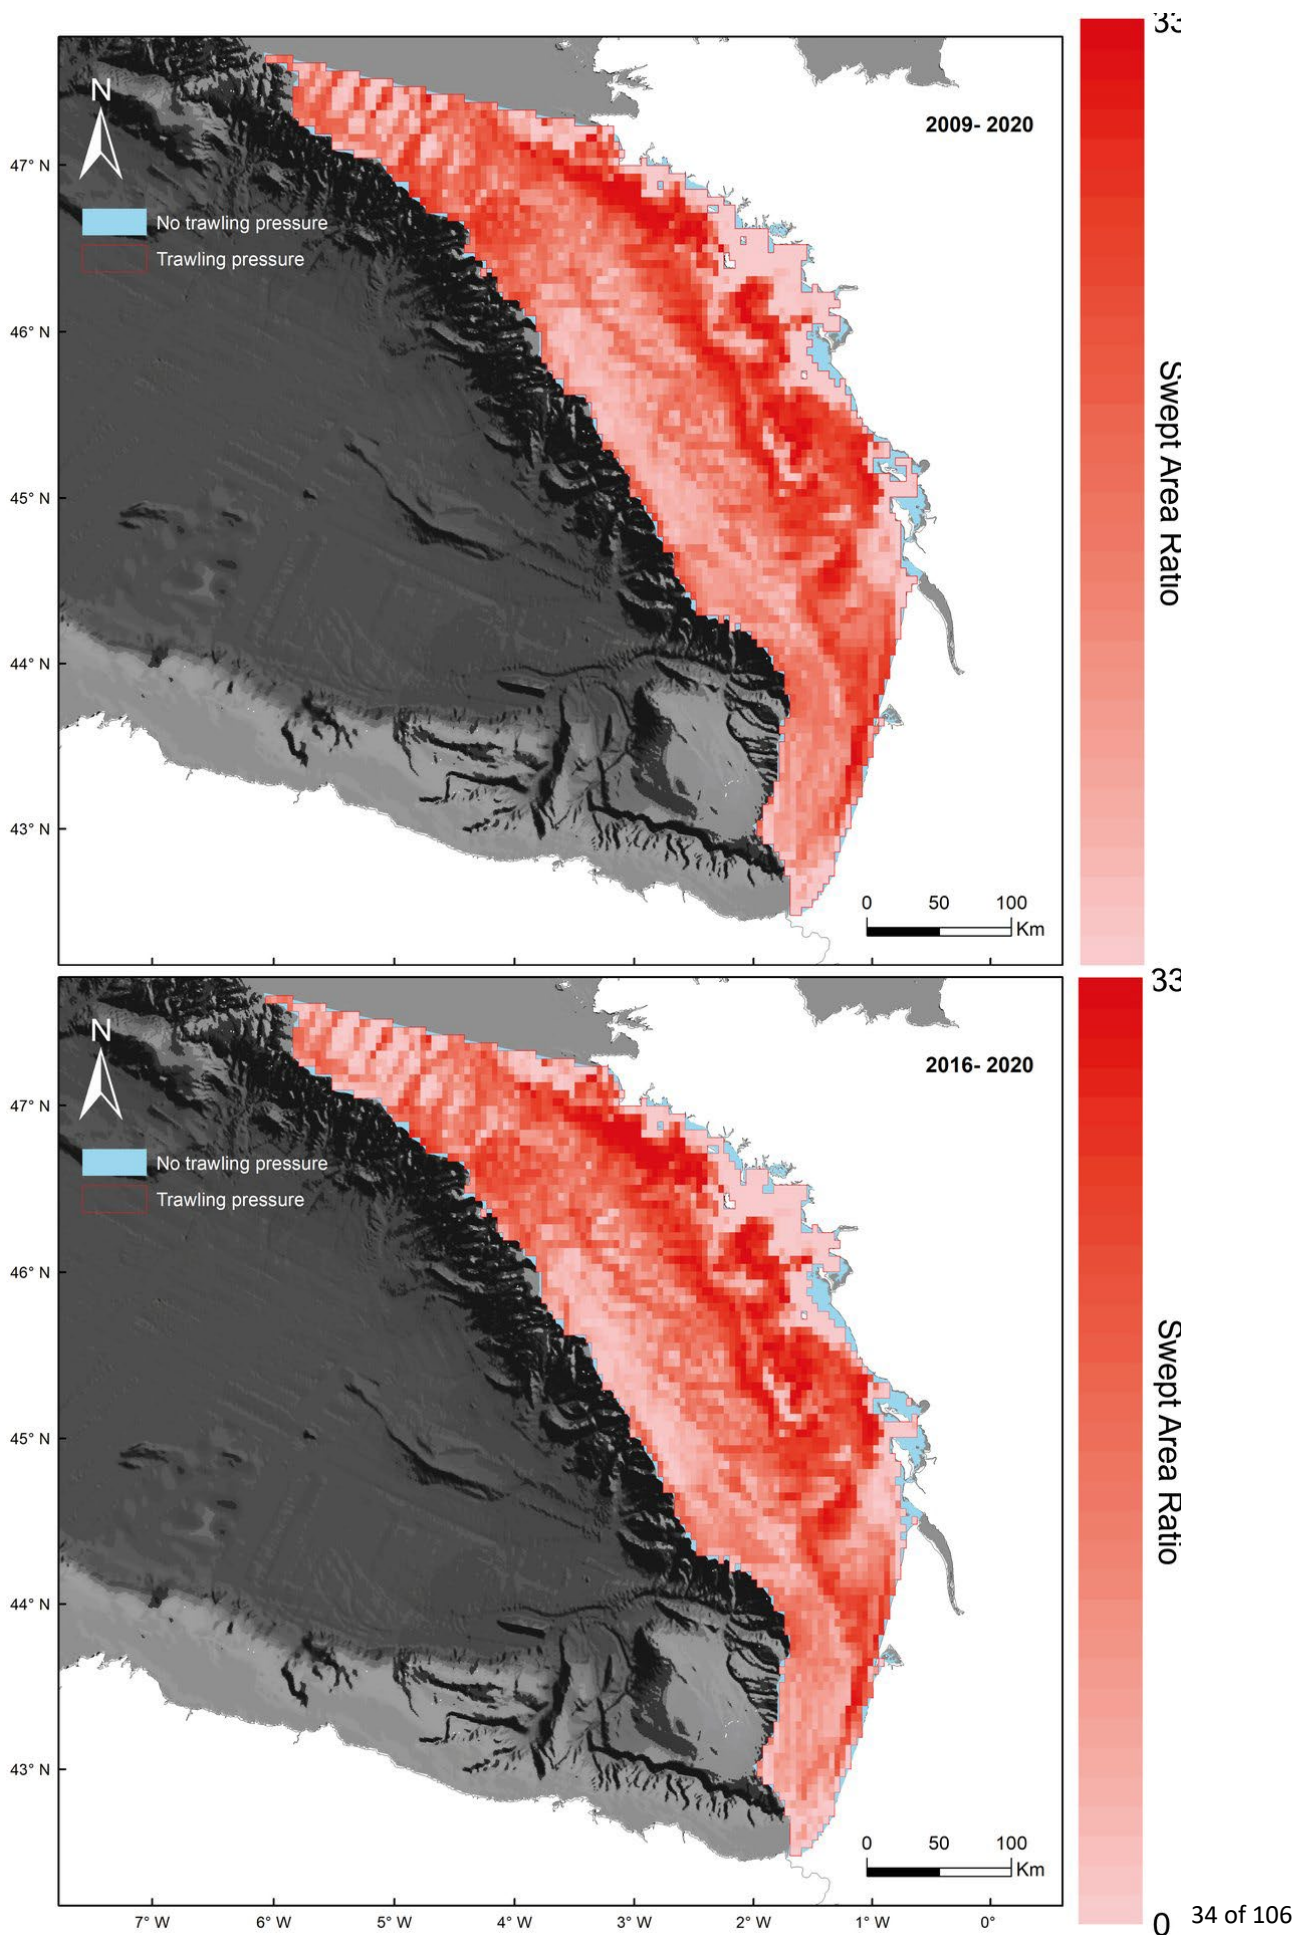 33
N
2009- 2020
47° N
No trawling pressure
Trawling pressure
46° N
Swept Area Ratio
45° N
44° N
43° N
0 50 100
Km
33
N
2016- 2020
47° N
No trawling pressure
Trawling pressure
46° N
Swept Area Ratio
45° N
44° N
43° N
0 50 100
Km
7° W 6° W 5° W 4° W 3° W 2° W 1° W 0°
0
34 of 106